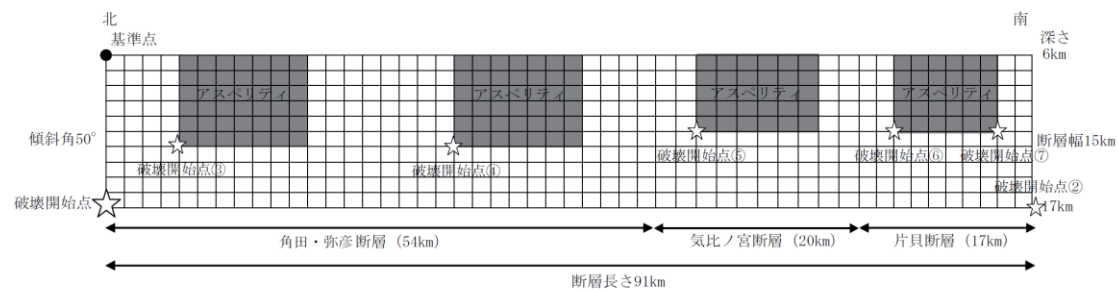 北
南
基準点
深さ
6km
アスペリティ
アスペリティ
アスペリティ
アスペリティ
傾斜角50°
断層幅15km
破壊開始点③
破壊開始点④
破壊開始点⑤
破壊開始点⑥
破壊開始点⑦
破壊開始点②
破壊開始点
17km
角田・弥彦断層 (54km)
気比ノ宮断層 (20km)
片貝断層 (17km)
断層長さ91km